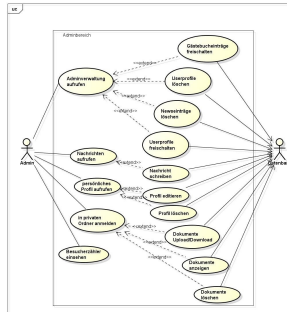 uc
Adminbereich
Gästebucheinträge
freischalten
<<extend>>
Adminverwaltung
aufrufen
<<extend>>
Userprofile
löschen
<<extend>>
Newseinträge
löschen
<<extend>>
Userprofile
freischalten
Admin
Datenbank
Nachrichten
aufrufen
<<extend>>
Nachricht
schreiben
persönliches
Profil aufrufen
<<extend>>
Profil editieren
<<extend>>
Profil löschen
in privaten
Ordner anmelden
<<extend>>
Dokumente
Upload/Download
<<extend>>
Besucherzähler
einsehen
Dokumente
anzeigen
<<extend>>
Dokumente
löschen